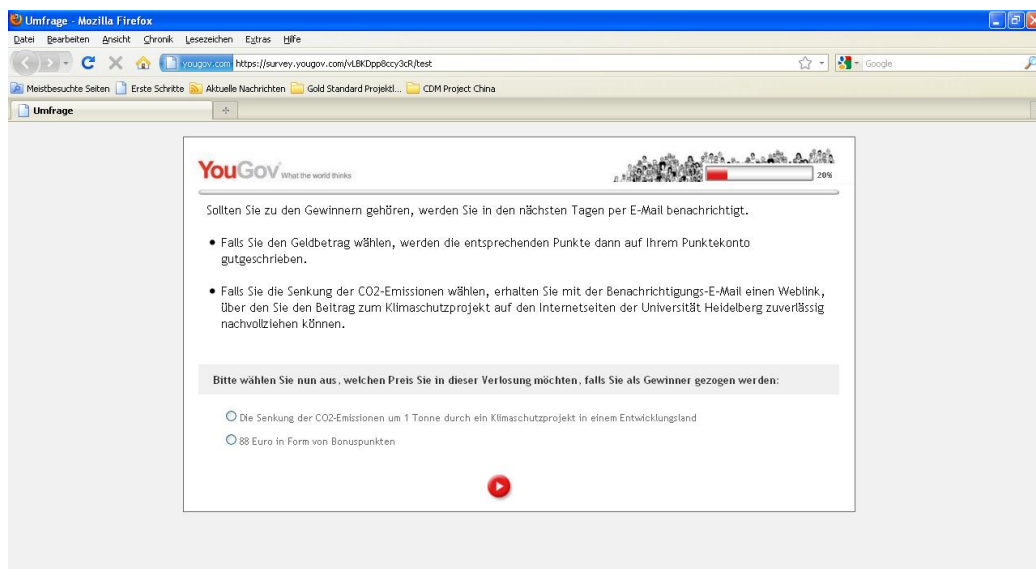 Umfrage - Mozilla Firefox
Datei Bearbeiten Ansicht Chronik Lesezeichen Extras Hilfe
yougov.com https://survey.yougov.com/vLBKDpp8ccy3cR/test
Google
Meistbesuchte Seiten Erste Schritte Aktuelle Nachrichten Gold Standard Projektl... CDM Project China
Umfrage
YouGov What the world thinks
20%
Sollten Sie zu den Gewinnern gehören, werden Sie in den nächsten Tagen per E-Mail benachrichtigt.
• Falls Sie den Geldbetrag wählen, werden die entsprechenden Punkte dann auf Ihrem Punktekonto
gutgeschrieben.
• Falls Sie die Senkung der CO2-Emissionen wählen, erhalten Sie mit der Benachrichtigungs-E-Mail einen Weblink,
über den Sie den Beitrag zum Klimaschutzprojekt auf den Internetseiten der Universität Heidelberg zuverlässig
nachvollziehen können.
Bitte wählen Sie nun aus, welchen Preis Sie in dieser Verlosung möchten, falls Sie als Gewinner gezogen werden:
Die Senkung der CO2-Emissionen um 1 Tonne durch ein Klimaschutzprojekt in einem Entwicklungsland
88 Euro in Form von Bonuspunkten